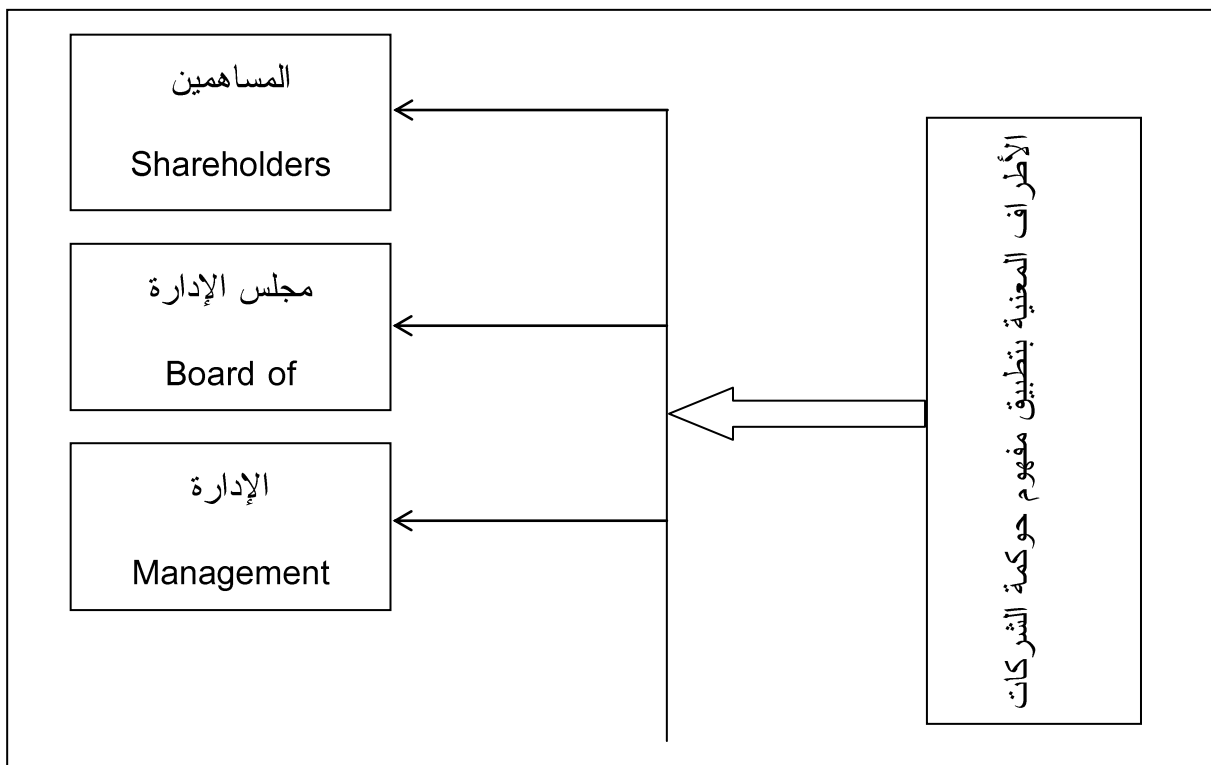 الأطراف المعنية بتطبيق مفهوم حوكمة الشركات
المساهمين
Shareholders
مجلس الإدارة
Board of
الإدارة
Management